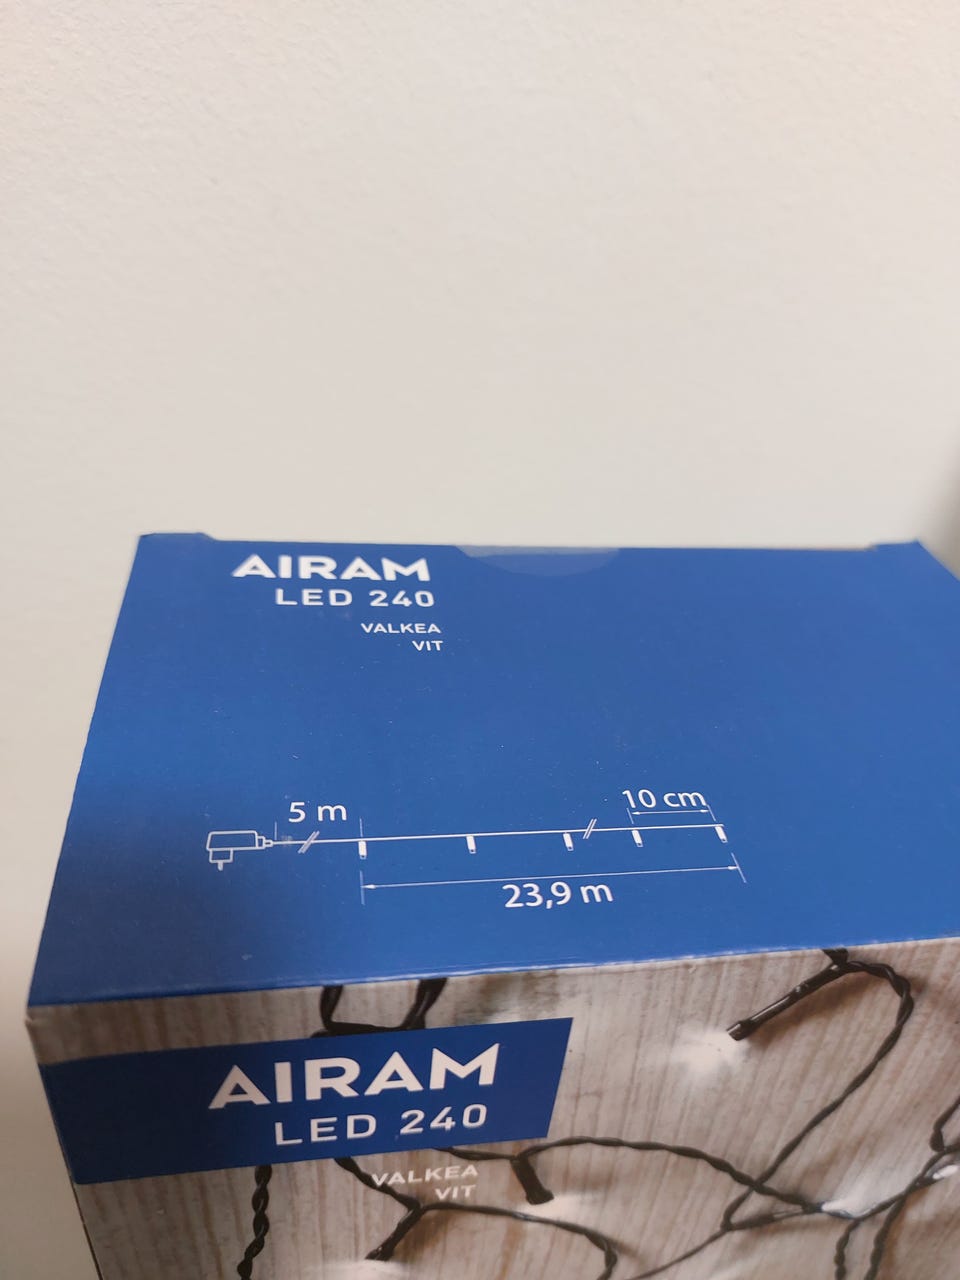 AIRAM
LED 240
VALKEA
VIT
5 m
10 cm
23,9 m
AIRAM
LED 240
VALKEA
VIT